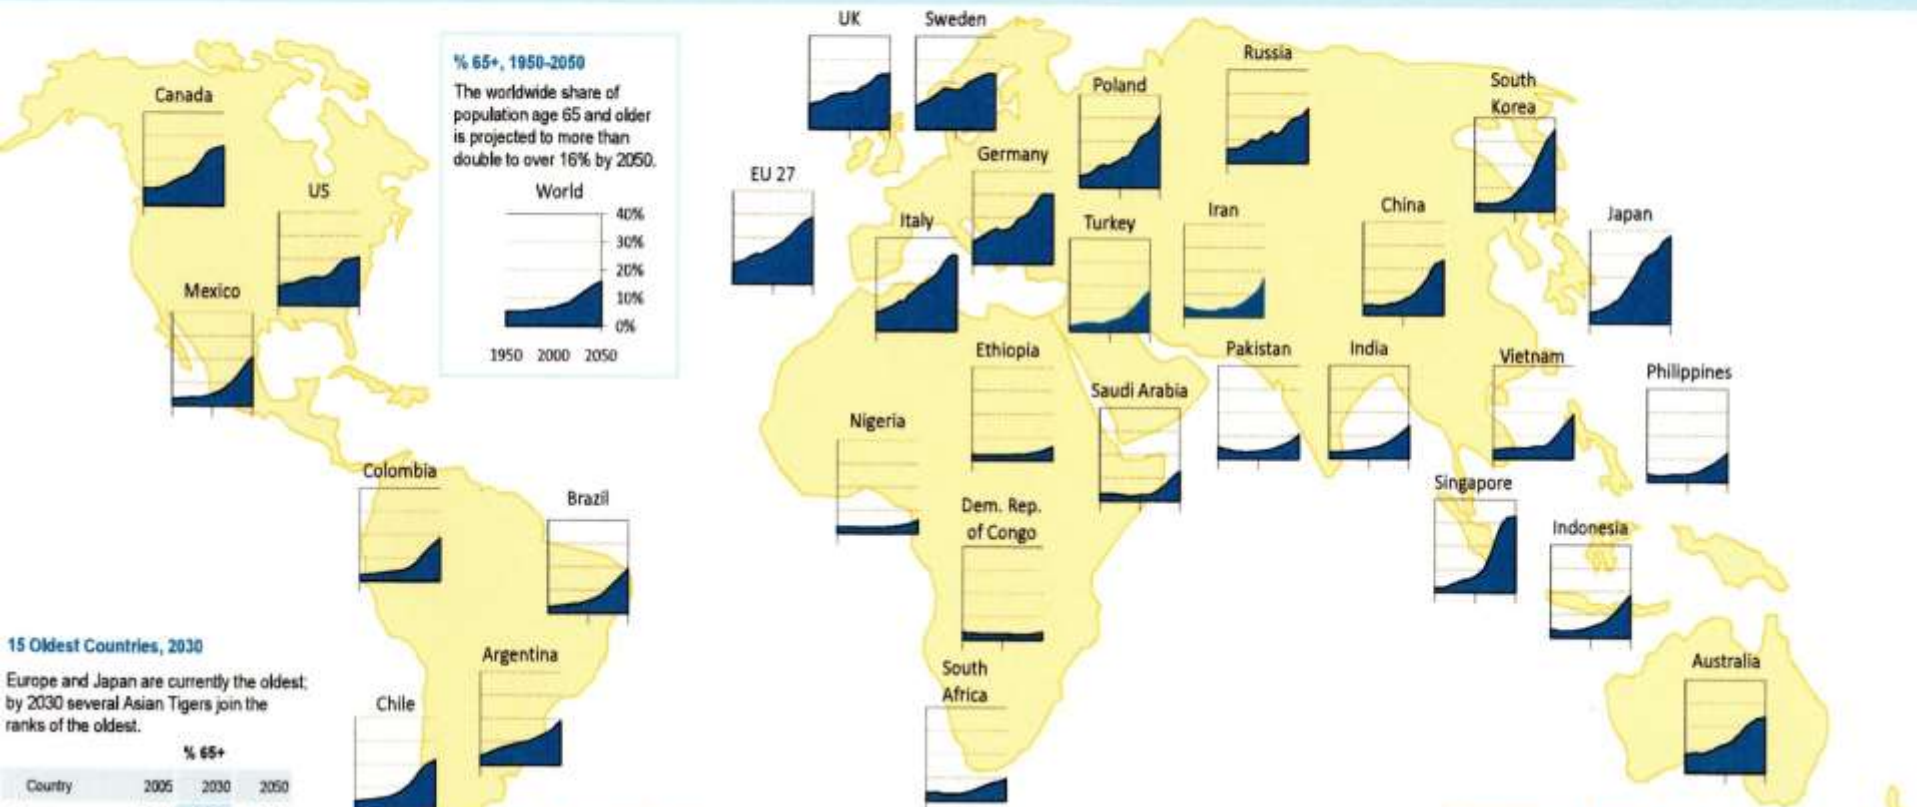 UK
Sweden
Russia
Canada
% 65+, 1950-2050
The worldwide share of
population age 65 and older
is projected to more than
double to over 16% by 2050.
World
40%
30%
20%
10%
0%
1950 2000 2050
Poland
South
Korea
Germany
EU 27
US
Italy
Turkey
Iran
China
Japan
Mexico
Ethiopia
Saudi Arabia
Pakistan
India
Vietnam
Philippines
Nigeria
Colombia
Brazil
Dem. Rep.
of Congo
Singapore
Indonesia
15 Oldest Countries, 2030
Europe and Japan are currently the oldest;
by 2030 several Asian Tigers join the
ranks of the oldest.
% 65+
Country 2005 2030 2050
Argentina
Chile
South
Africa
Australia